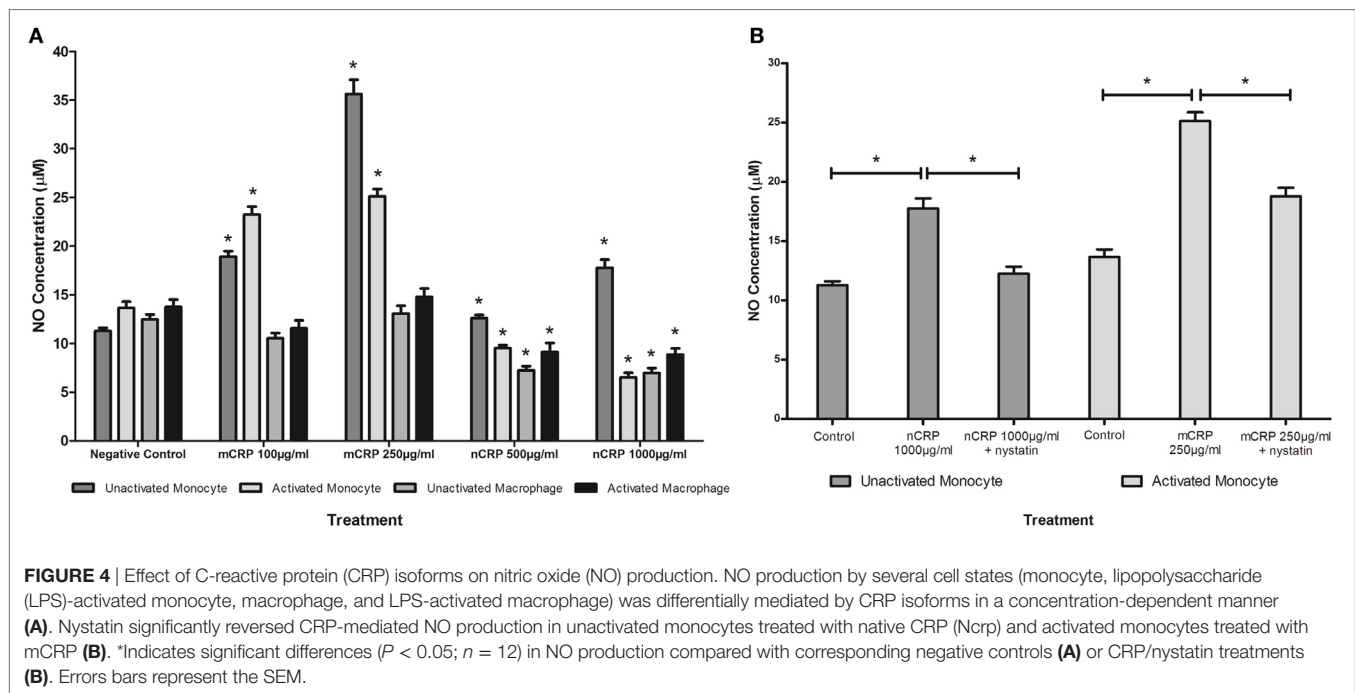 A
NO Concentration (µM)
40
35
30
25
20
15
10
5
0
*
*
*
*
*
*
*
*
*
*
*
*
Negative Control
mCRP 100µg/ml
mCRP 250µg/ml
nCRP 500µg/ml
nCRP 1000µg/ml
Unactivated Monocyte
Activated Monocyte
Unactivated Macrophage
Activated Macrophage
Treatment
B
NO Concentration (µM)
30
25
20
15
10
5
0
*
*
*
*
Control
nCRP
1000µg/ml
nCRP 1000µg/ml
+ nystatin
Control
mCRP
250µg/ml
mCRP 250µg/ml
+ nystatin
Unactivated Monocyte
Activated Monocyte
Treatment
FIGURE 4 | Effect of C-reactive protein (CRP) isoforms on nitric oxide (NO) production. NO production by several cell states (monocyte, lipopolysaccharide
(LPS)-activated monocyte, macrophage, and LPS-activated macrophage) was differentially mediated by CRP isoforms in a concentration-dependent manner
(A). Nystatin significantly reversed CRP-mediated NO production in unactivated monocytes treated with native CRP (Ncrp) and activated monocytes treated with
mCRP (B). *Indicates significant differences (P < 0.05; n = 12) in NO production compared with corresponding negative controls (A) or CRP/nystatin treatments
(B). Errors bars represent the SEM.